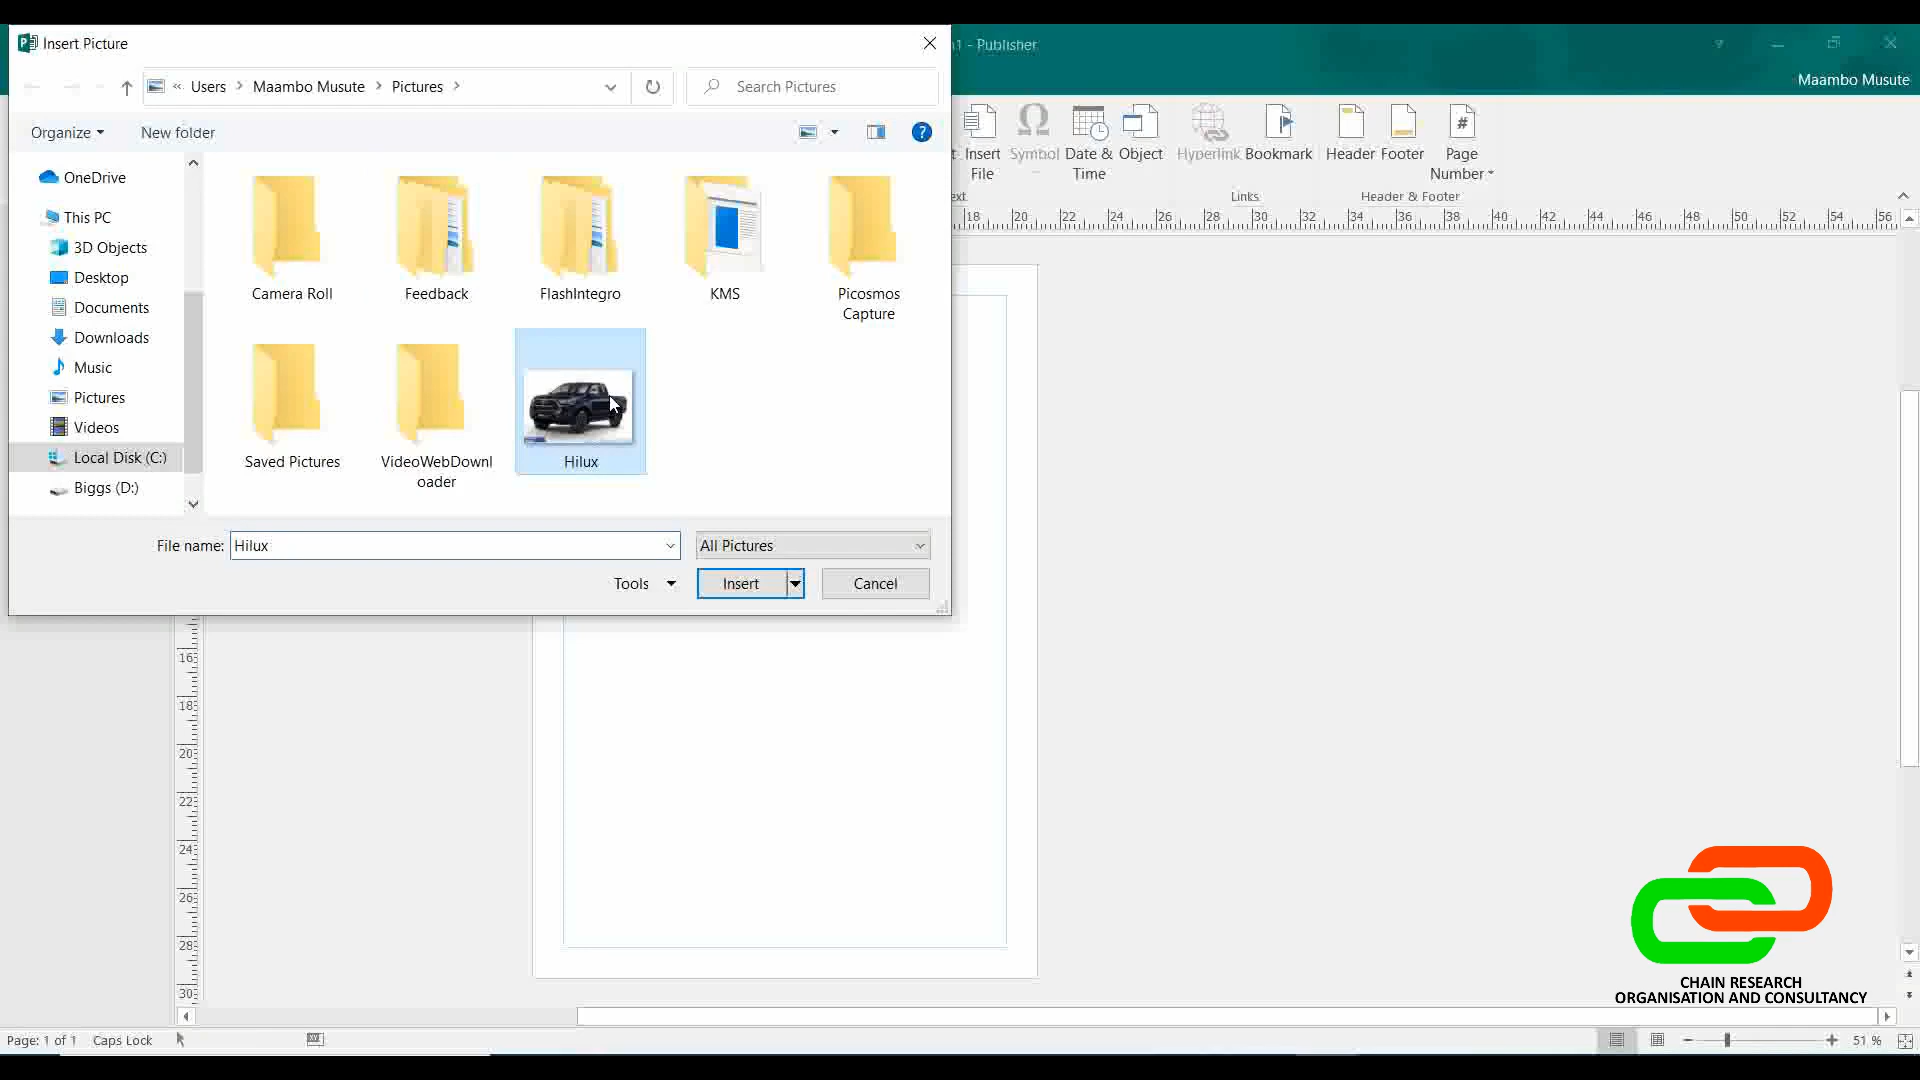 Insert Picture
1 - Publisher
Maambo Musute
« Users > Maambo Musute > Pictures >
Search Pictures
Organize
New folder
Insert File
Symbol
Date & Time
Object
Hyperlink
Bookmark
Header
Footer
Page Number
Links
Header & Footer
18 20 22 24 26 28 30 32 34 36 38 40 42 44 46 48 50 52 54 56
OneDrive
This PC
3D Objects
Desktop
Documents
Downloads
Music
Pictures
Videos
Local Disk (C:)
Biggs (D:)
Camera Roll
Feedback
FlashIntegro
KMS
Picosmos
Capture
Saved Pictures
VideoWebDownl
oader
Hilux
File name: Hilux
All Pictures
Tools
Insert
Cancel
16
18
20
22
24
26
28
30
CHAIN RESEARCH
ORGANISATION AND CONSULTANCY
Page: 1 of 1
Caps Lock
51 %